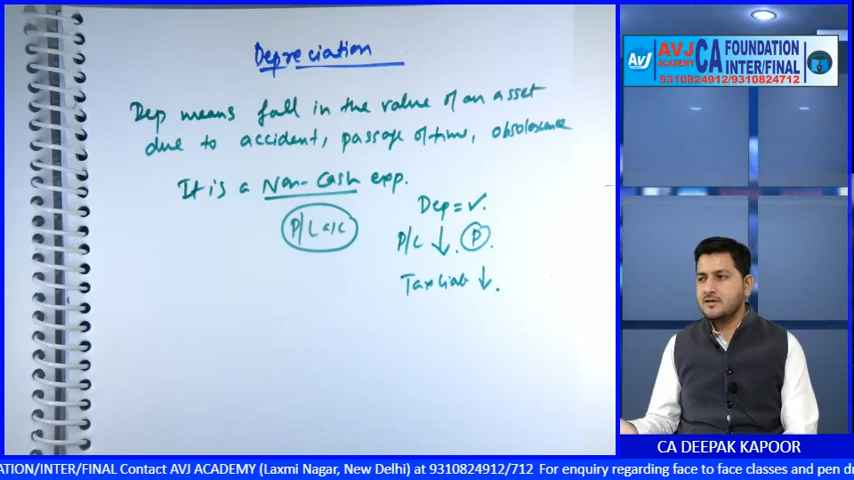 Depreciation
Dep means fall in the value of an asset
due to accident, passage of time, obsolescence
It is a Non-Cash exp.
Dep = ✓.
P/L a/c
P/L ↓. P.
Tax liab ↓.
AVJ
AVJ
ACADEMY
CA
FOUNDATION
INTER/FINAL
9310824912/9310824712
CA DEEPAK KAPOOR
ATION/INTER/FINAL Contact AVJ ACADEMY (Laxmi Nagar, New Delhi) at 9310824912/712 For enquiry regarding face to face classes and pen dr